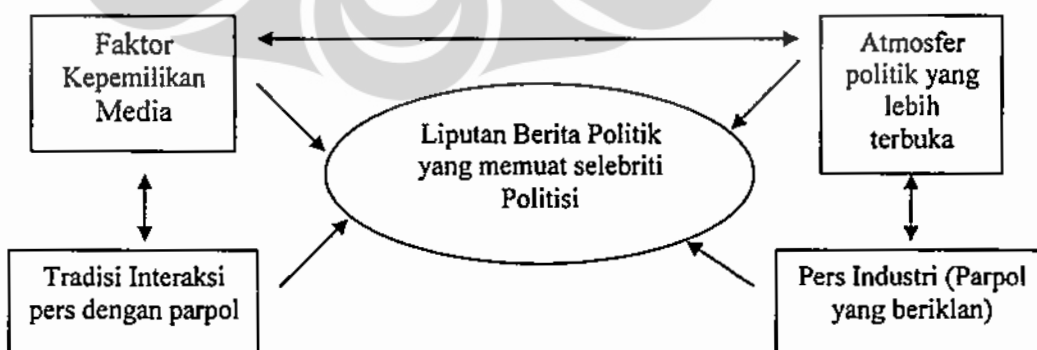 Faktor
Kepemilikan
Media
Atmosfer
politik yang
lebih
terbuka
Liputan Berita Politik
yang memuat selebriti
Politisi
Tradisi Interaksi
pers dengan parpol
Pers Industri (Parpol
yang beriklan)